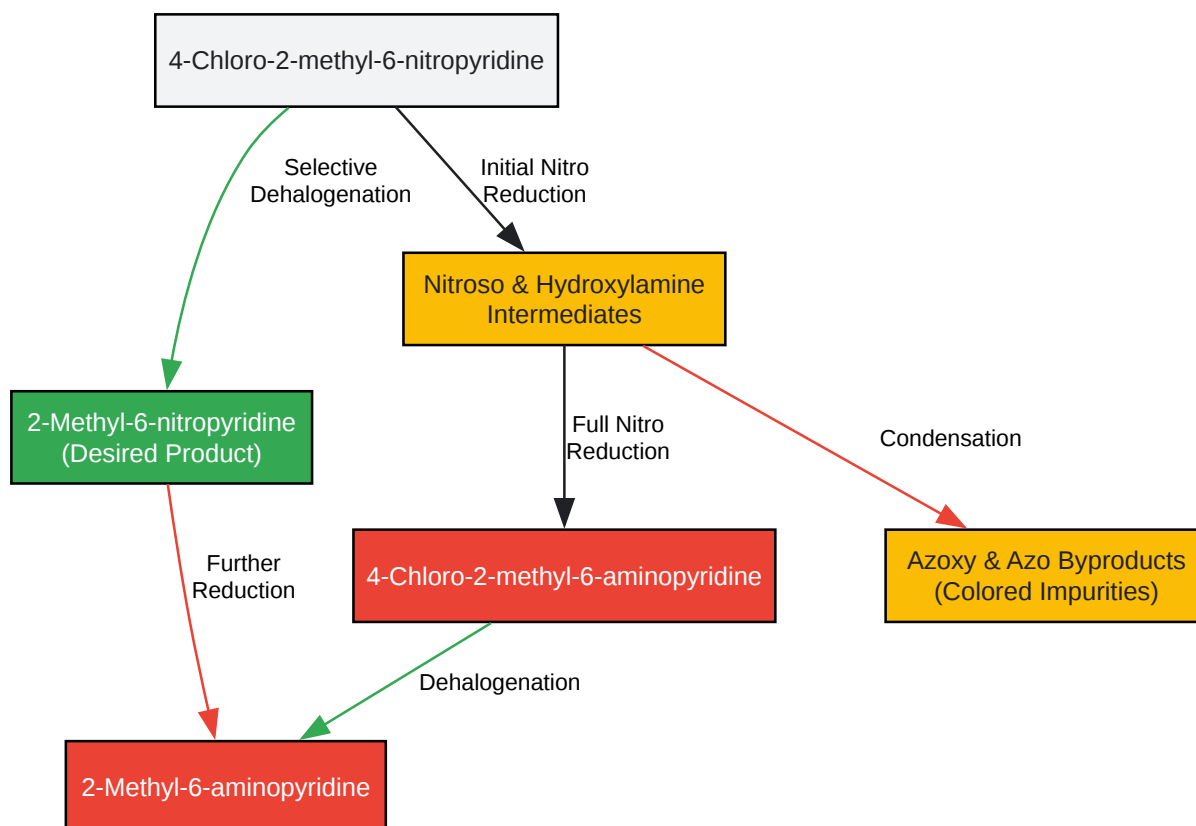 4-Chloro-2-methyl-6-nitropyridine
Selective
Dehalogenation
Initial Nitro
Reduction
Nitroso & Hydroxylamine
Intermediates
2-Methyl-6-nitropyridine
(Desired Product)
Full Nitro
Reduction
Condensation
Further
Reduction
4-Chloro-2-methyl-6-aminopyridine
Azoxy & Azo Byproducts
(Colored Impurities)
Dehalogenation
2-Methyl-6-aminopyridine